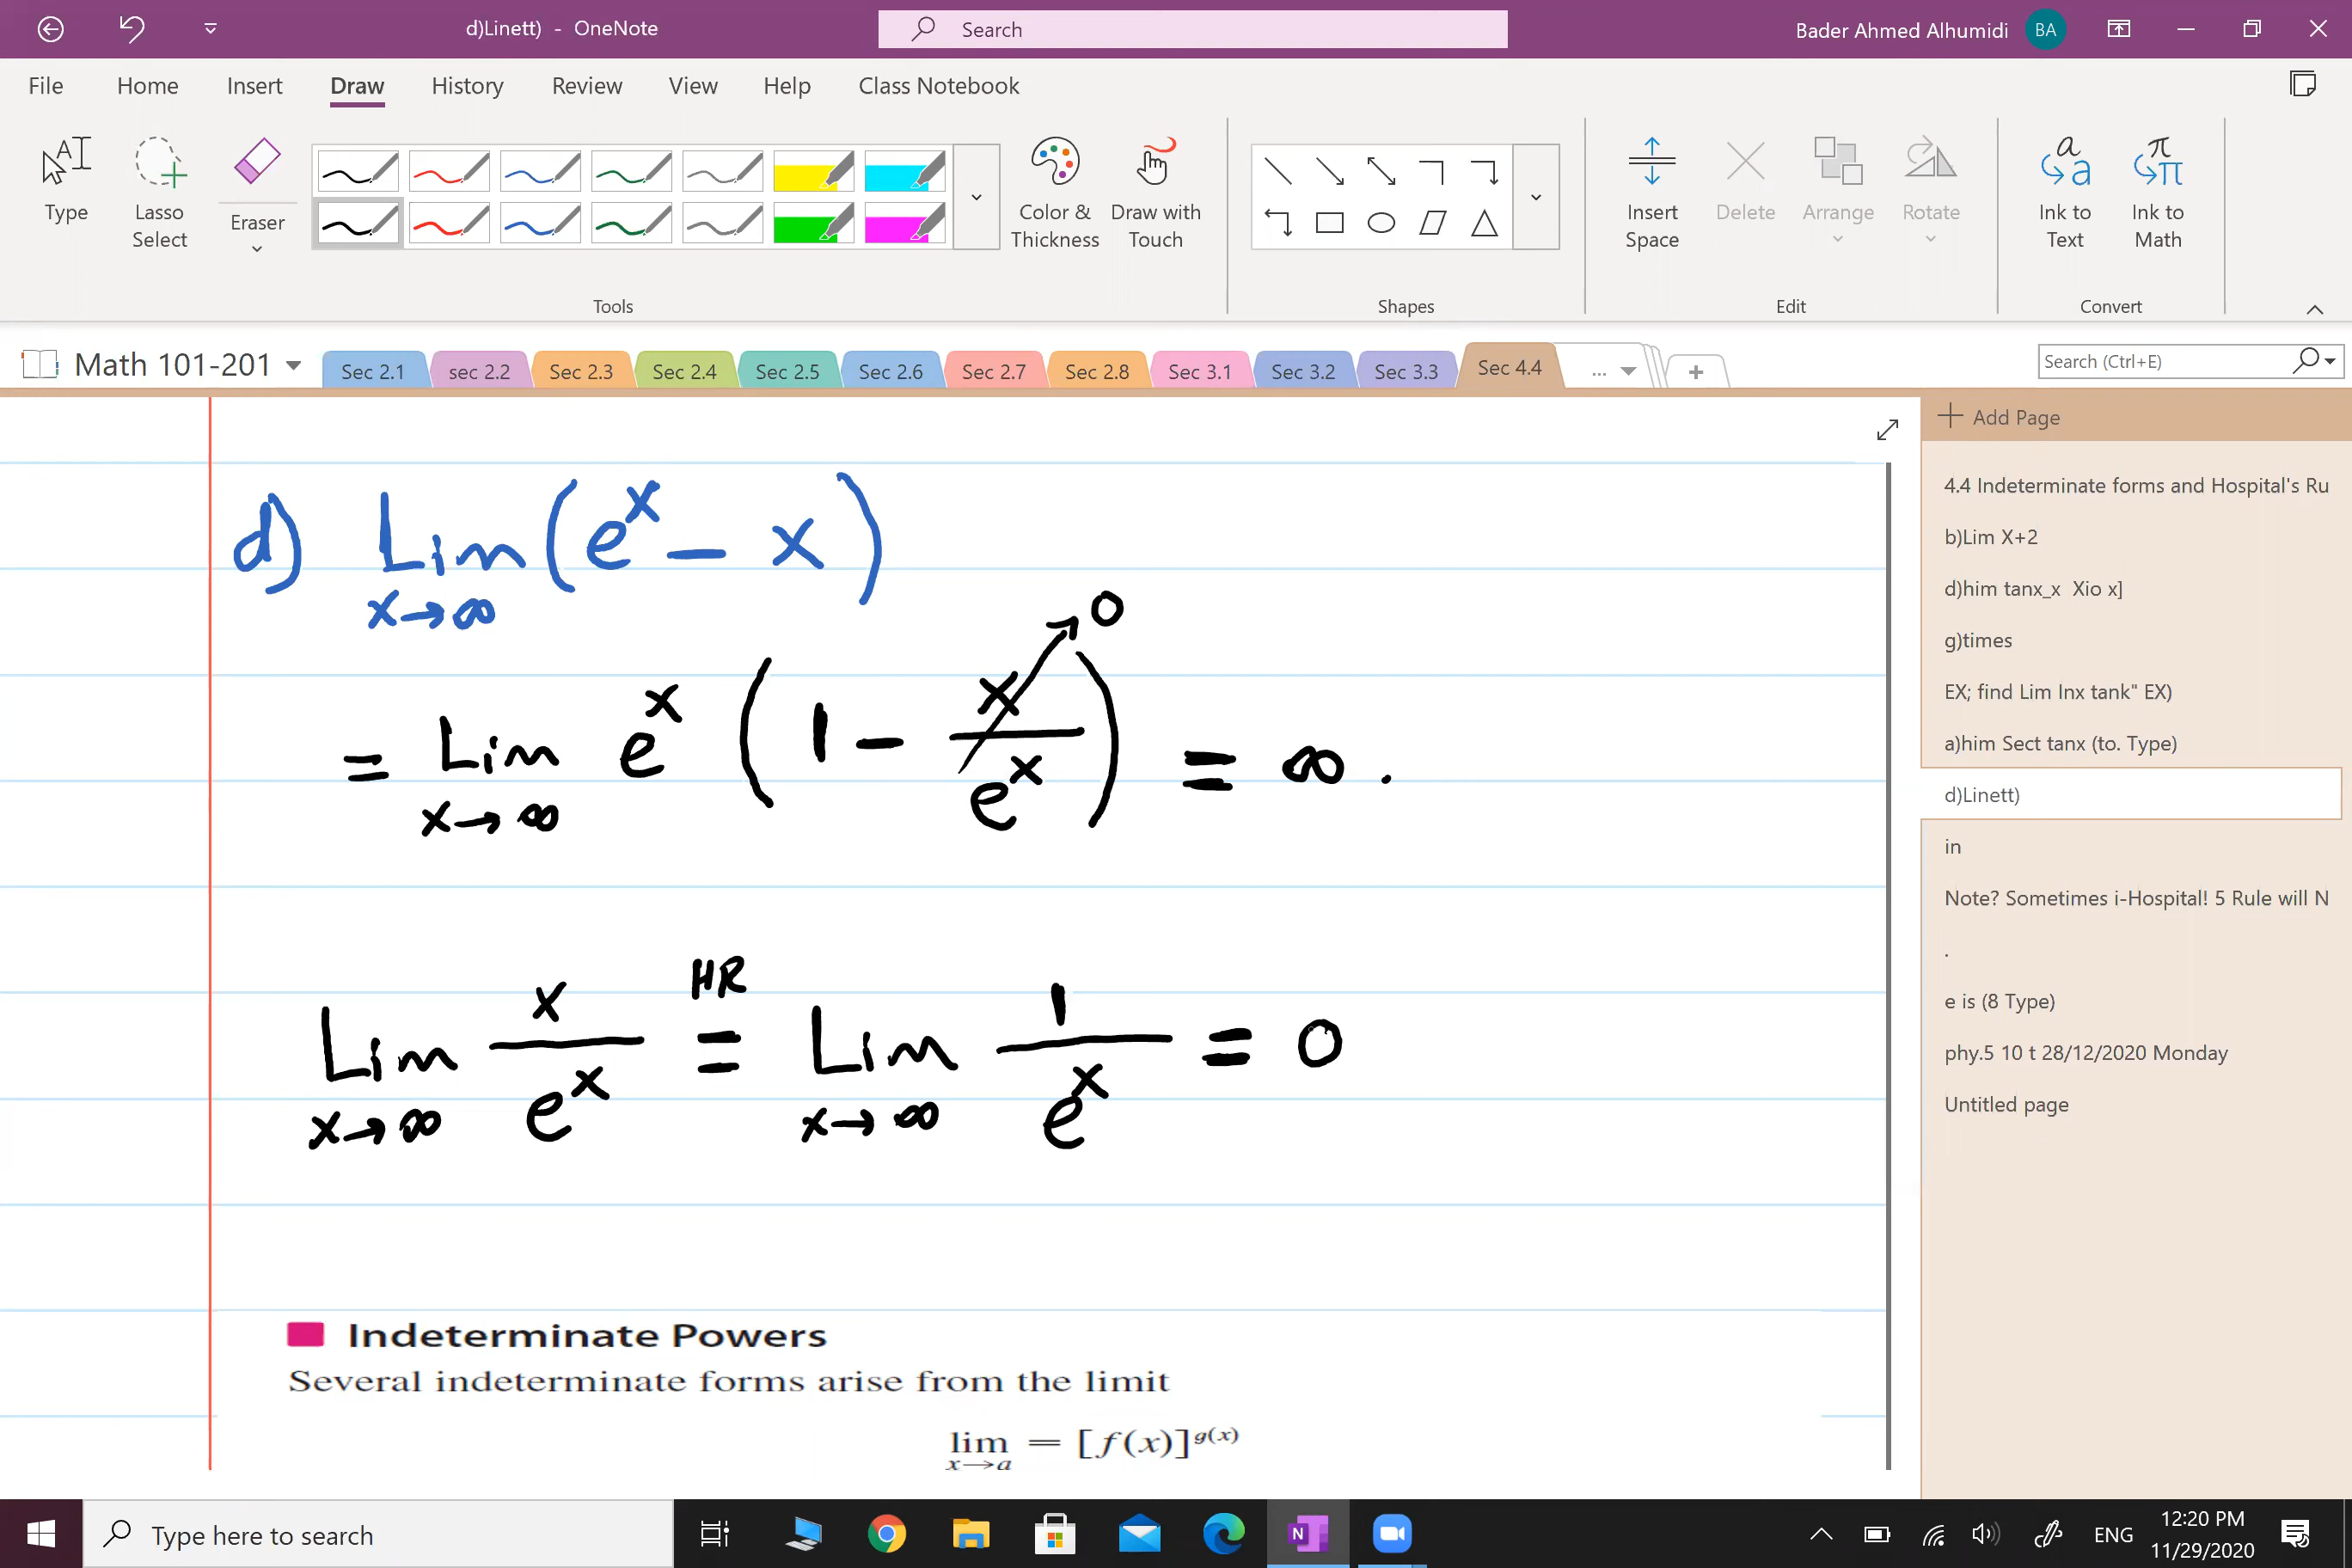 d)Linett) - OneNote
Search
Bader Ahmed Alhumidi
BA
File Home Insert Draw History Review View Help Class Notebook
Type
Lasso Select
Eraser
Color & Thickness
Draw with Touch
Insert Space
Delete
Arrange
Rotate
Ink to Text
Ink to Math
Tools
Shapes
Edit
Convert
Math 101-201
Sec 2.1 sec 2.2 Sec 2.3 Sec 2.4 Sec 2.5 Sec 2.6 Sec 2.7 Sec 2.8 Sec 3.1 Sec 3.2 Sec 3.3 Sec 4.4 ... +
Search (Ctrl+E)
Add Page
4.4 Indeterminate forms and Hospital's Ru
b)Lim X+2
d)him tanx_x Xio x]
g)times
EX; find Lim Inx tank" EX)
a)him Sect tanx (to. Type)
d)Linett)
in
Note? Sometimes i-Hospital! 5 Rule will N
.
e is (8 Type)
phy.5 10 t 28/12/2020 Monday
Untitled page
d) Lim (e^x − x)
x→∞
0
= Lim e^x (1 − x/e^x) = ∞ .
x→∞
HR
Lim x/e^x = Lim 1/e^x = 0
x→∞ x→∞
Indeterminate Powers
Several indeterminate forms arise from the limit
lim = [f(x)]^g(x)
x→a
Type here to search
ENG
12:20 PM
11/29/2020